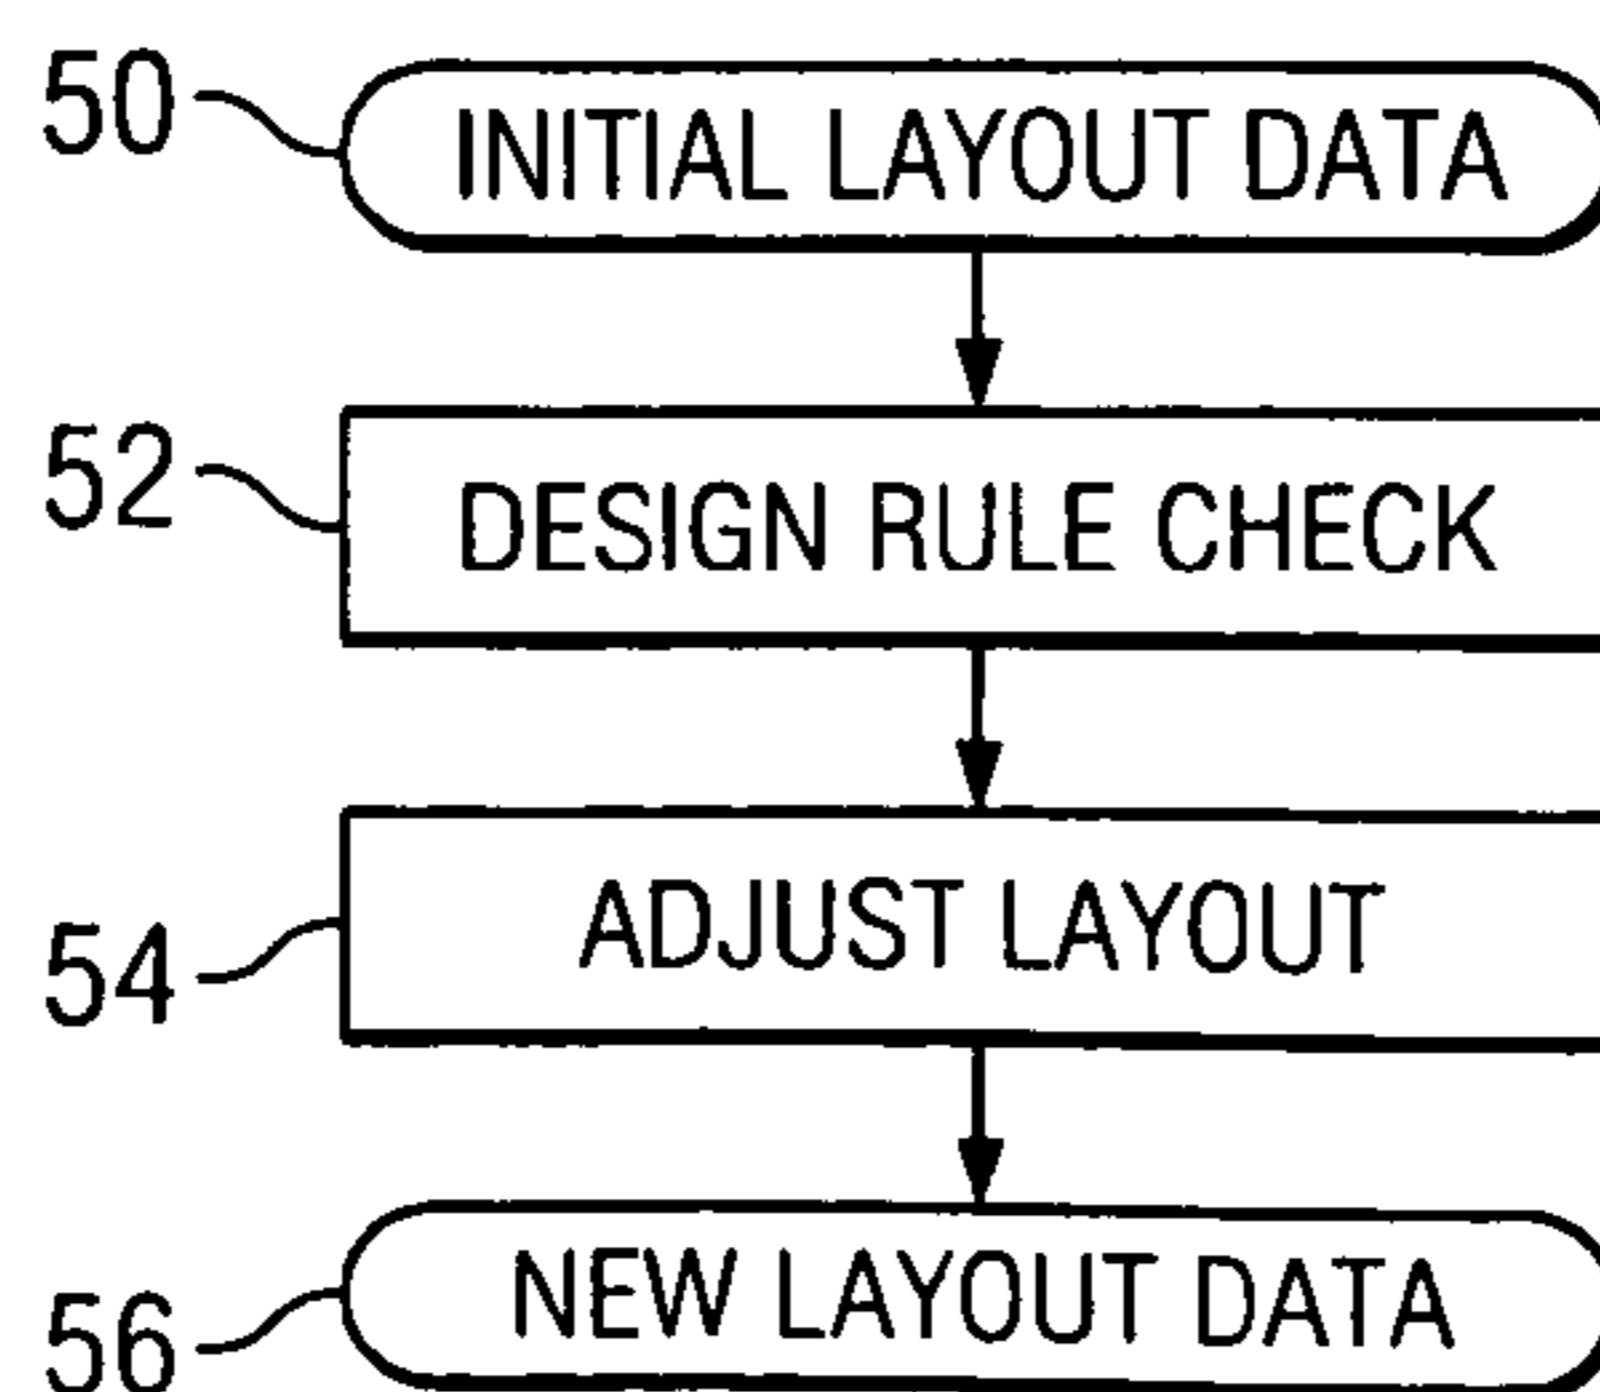 50 INITIAL LAYOUT DATA
52 DESIGN RULE CHECK
54 ADJUST LAYOUT
56 NEW LAYOUT DATA